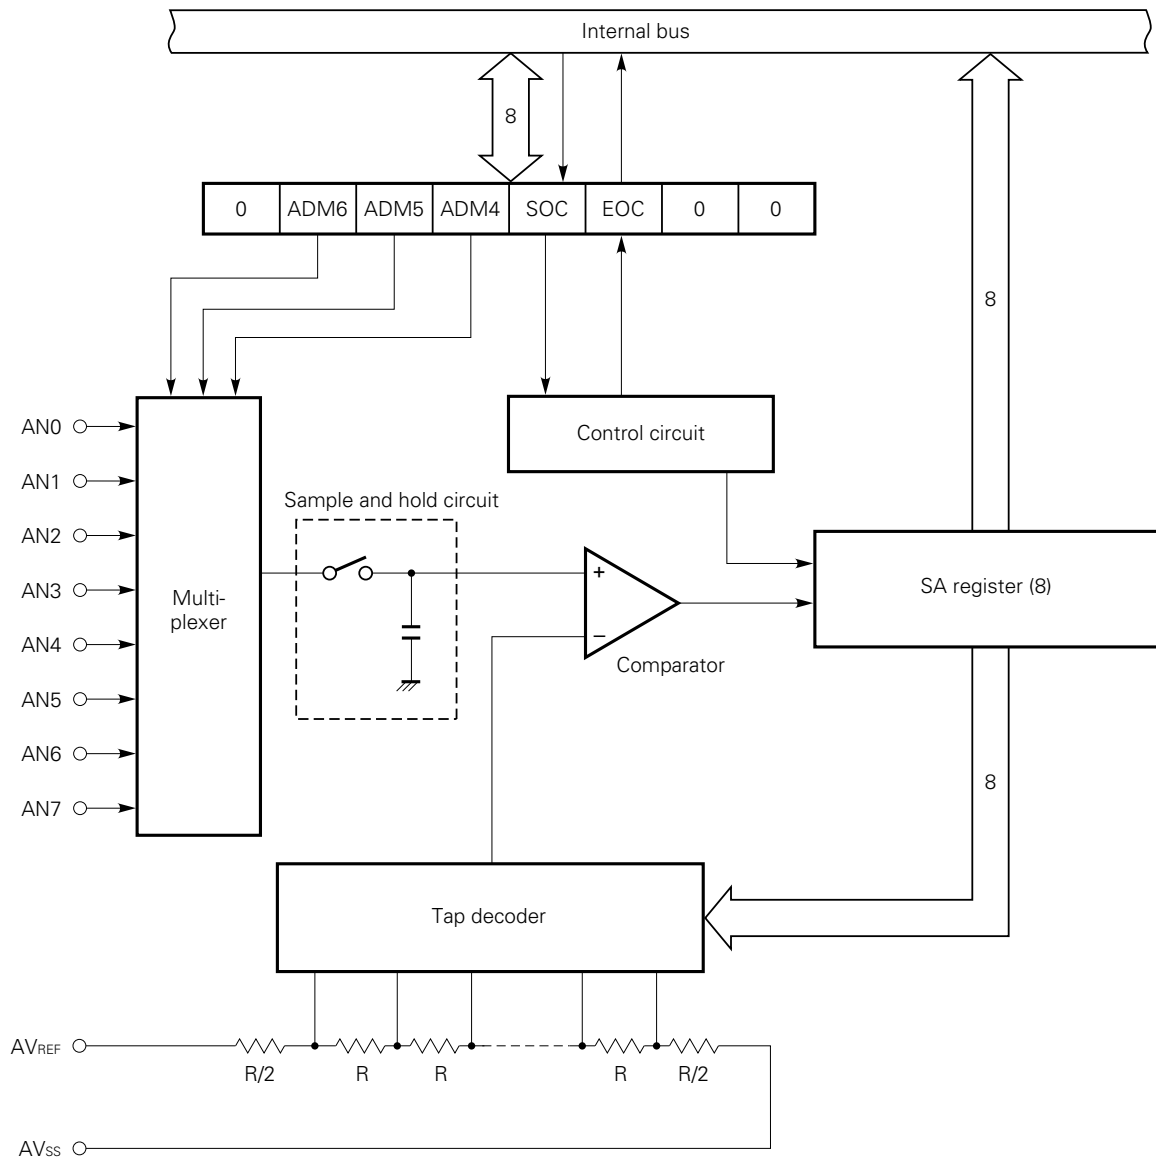 Internal bus
8
0 ADM6 ADM5 ADM4 SOC EOC 0 0
8
AN0
Control circuit
AN1
Sample and hold circuit
AN2
AN3
Multi-
plexer
+
SA register (8)
AN4
−
Comparator
AN5
AN6
8
AN7
Tap decoder
AVREF
R/2 R R R R/2
AVSS